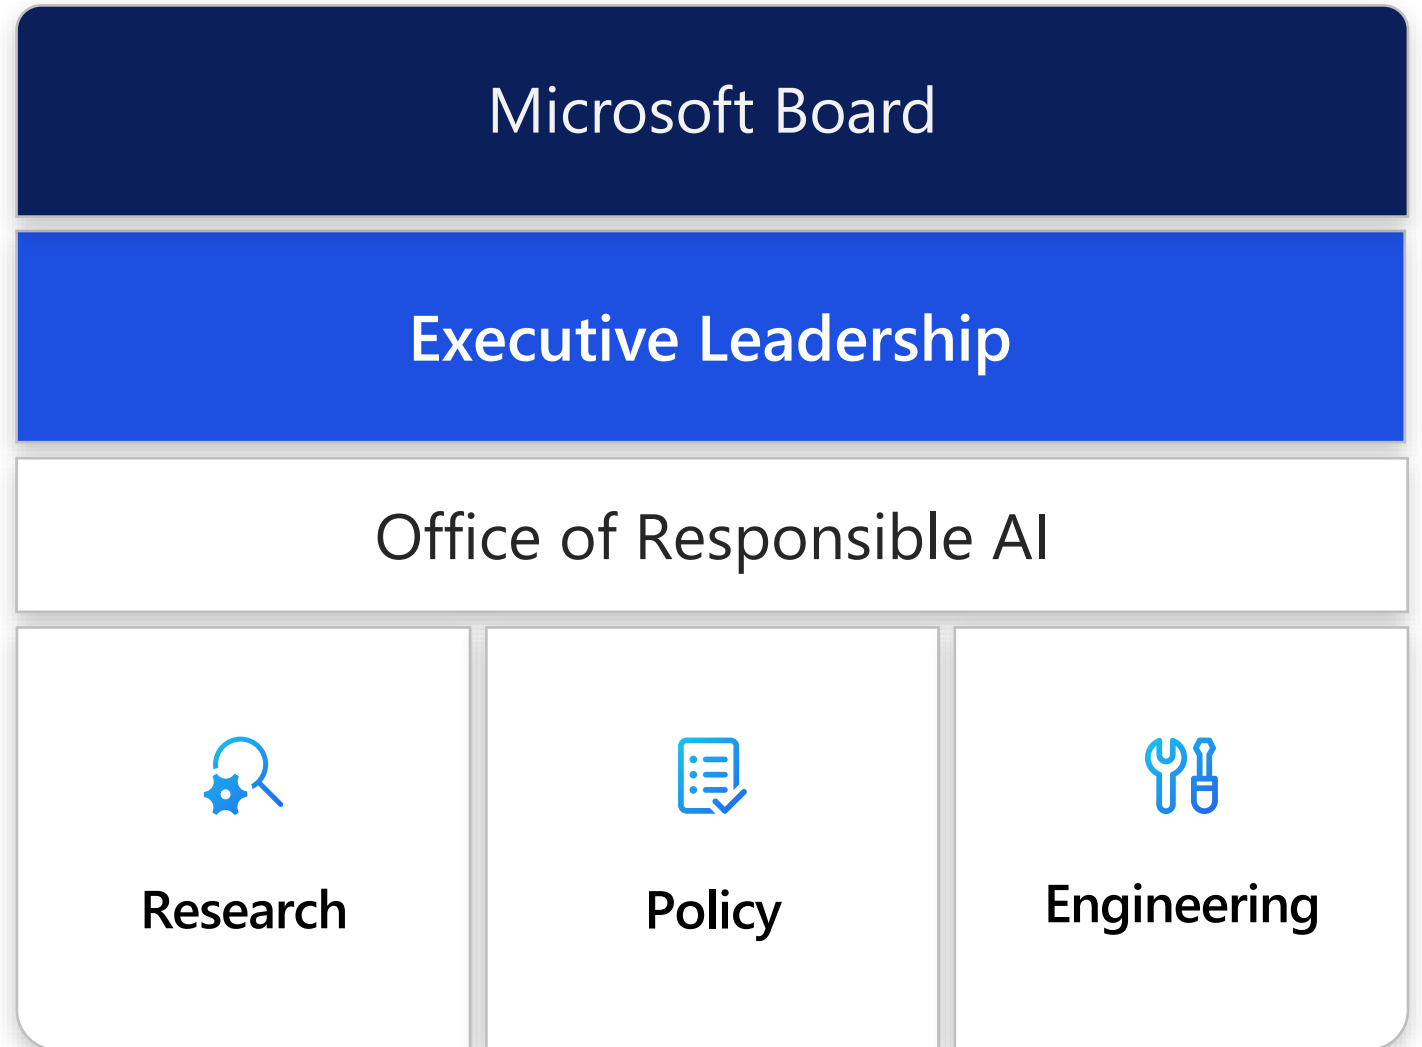 Microsoft Board
Executive Leadership
Office of Responsible AI
Research
Policy
Engineering